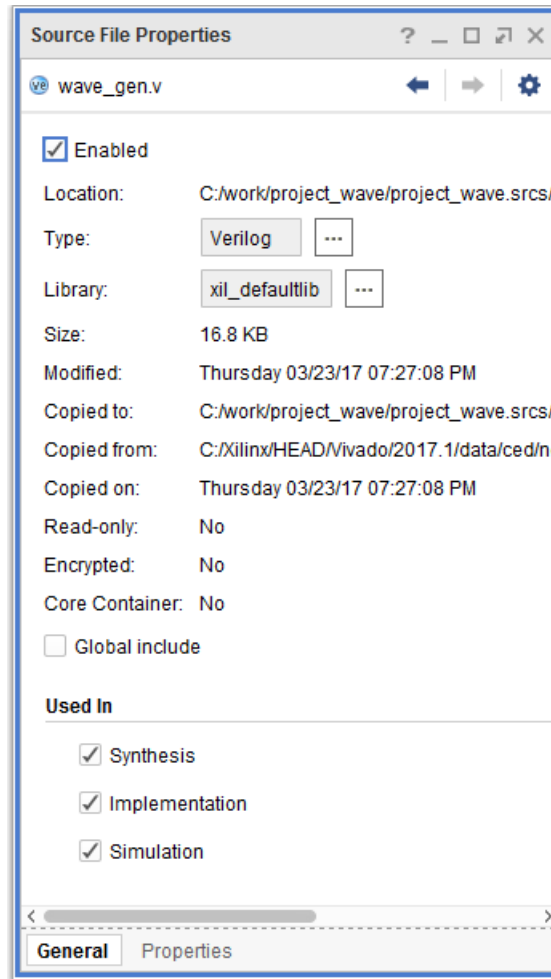 Source File Properties ?
ve wave_gen.v
Enabled
Location: C:/work/project_wave/project_wave.srcs/
Type: Verilog ...
Library: xil_defaultlib ...
Size: 16.8 KB
Modified: Thursday 03/23/17 07:27:08 PM
Copied to: C:/work/project_wave/project_wave.srcs/
Copied from: C:/Xilinx/HEAD/Vivado/2017.1/data/ced/n
Copied on: Thursday 03/23/17 07:27:08 PM
Read-only: No
Encrypted: No
Core Container: No
Global include
Used In
Synthesis
Implementation
Simulation
General Properties